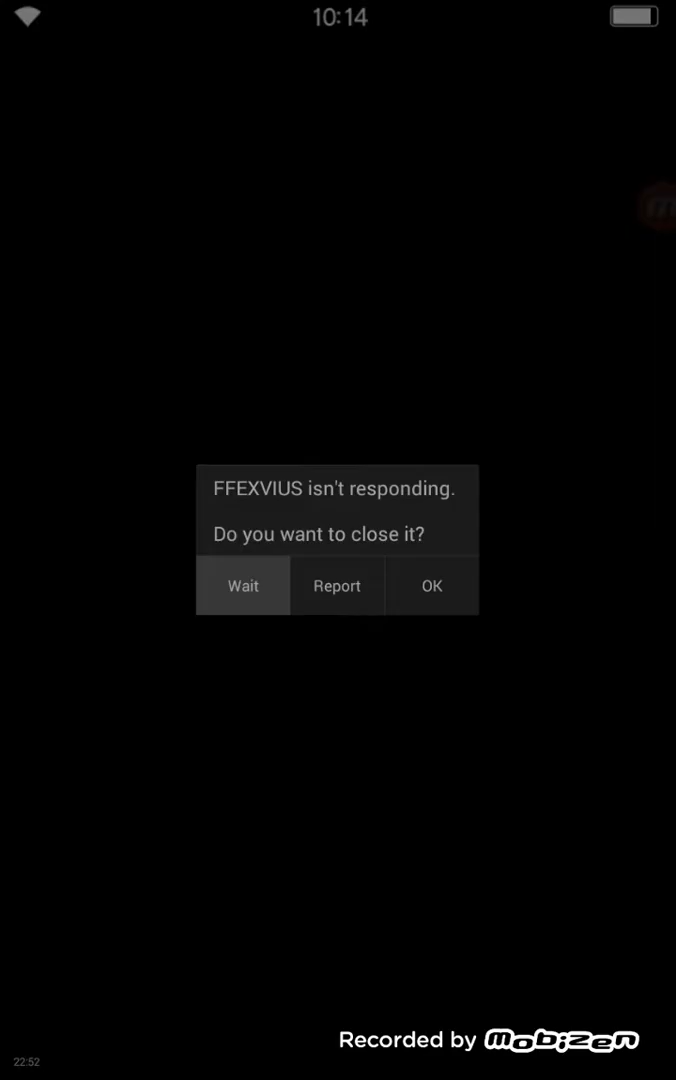 10:14
FFEXVIUS isn't responding.
Do you want to close it?
Wait Report OK
Recorded by mobizen
22:52